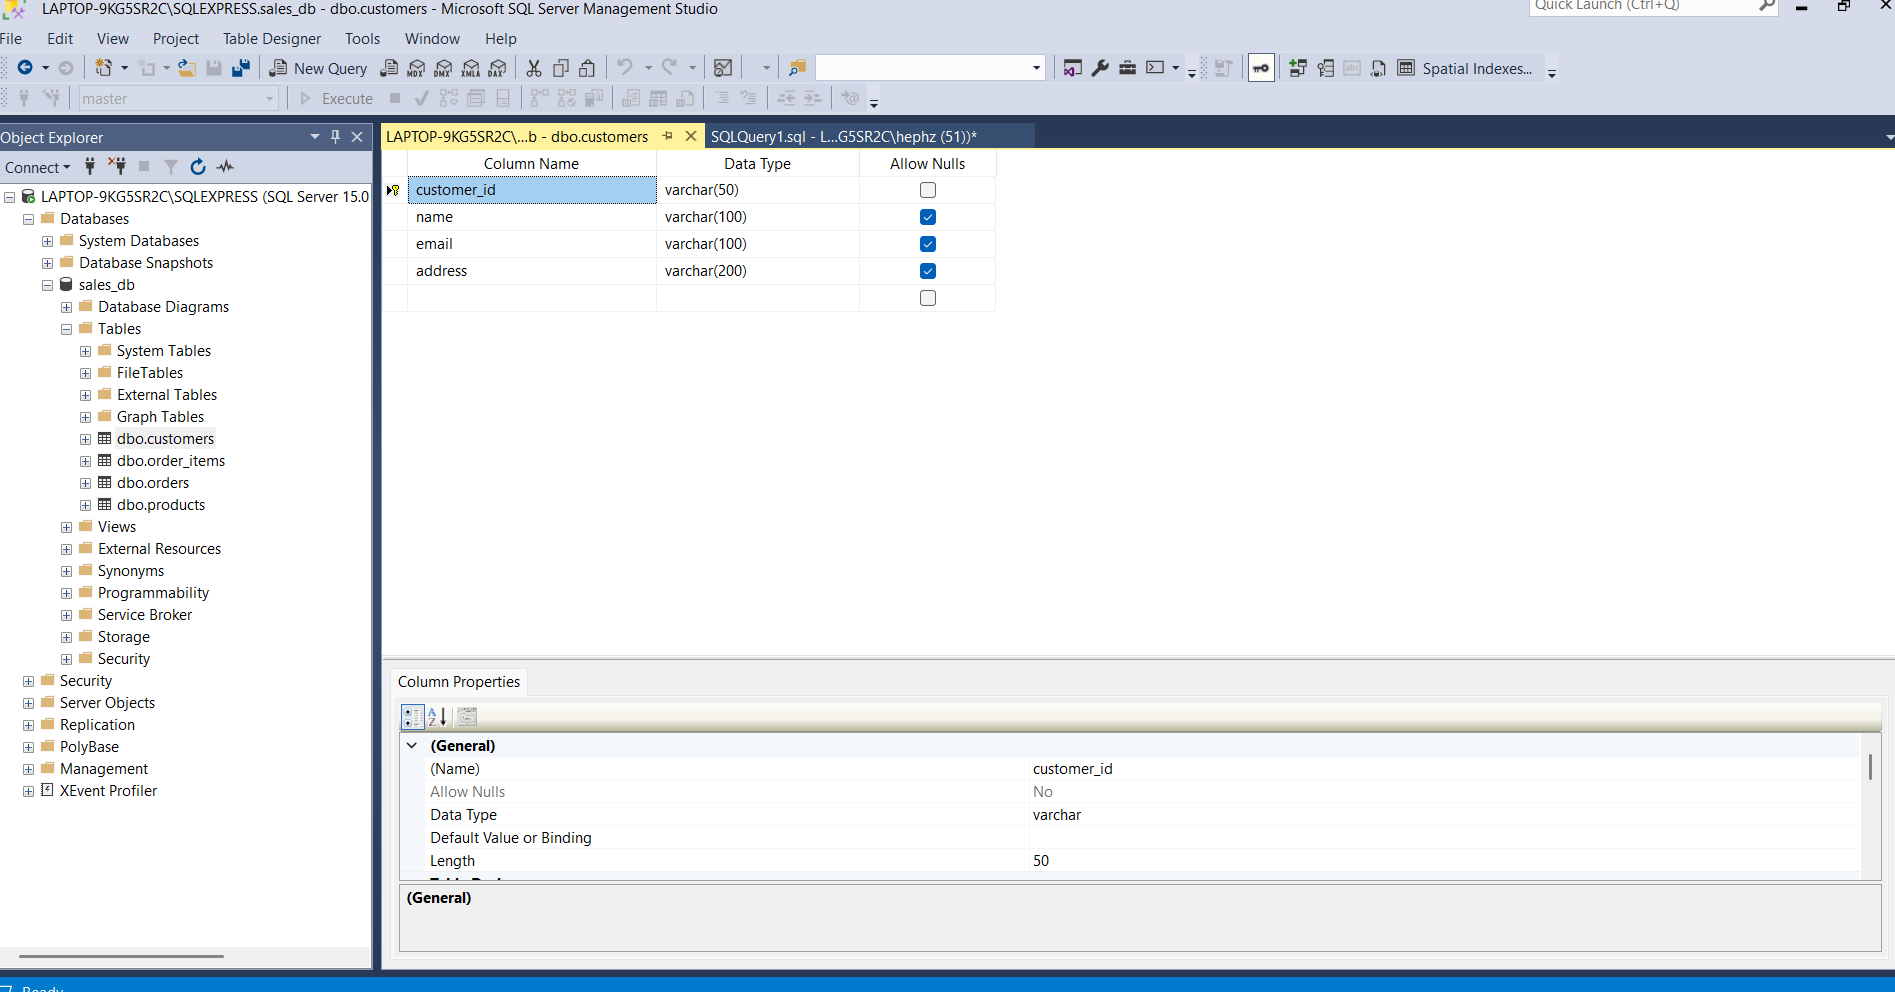 LAPTOP-9KG5SR2C\SQLEXPRESS.sales_db - dbo.customers - Microsoft SQL Server Management Studio
Quick Launch (Ctrl+Q)
File Edit View Project Table Designer Tools Window Help
New Query MDX DMX XMLA DAX Spatial Indexes...
master Execute
Object Explorer
Connect
LAPTOP-9KG5SR2C\SQLEXPRESS (SQL Server 15.0
Databases
System Databases
Database Snapshots
sales_db
Database Diagrams
Tables
System Tables
FileTables
External Tables
Graph Tables
dbo.customers
dbo.order_items
dbo.orders
dbo.products
Views
External Resources
Synonyms
Programmability
Service Broker
Storage
Security
Security
Server Objects
Replication
PolyBase
Management
XEvent Profiler
LAPTOP-9KG5SR2C\...b - dbo.customers SQLQuery1.sql - L...G5SR2C\hephz (51))*
Column Name Data Type Allow Nulls
customer_id varchar(50)
name varchar(100)
email varchar(100)
address varchar(200)
Column Properties
(General)
(Name) customer_id
Allow Nulls No
Data Type varchar
Default Value or Binding
Length 50
(General)
Ready